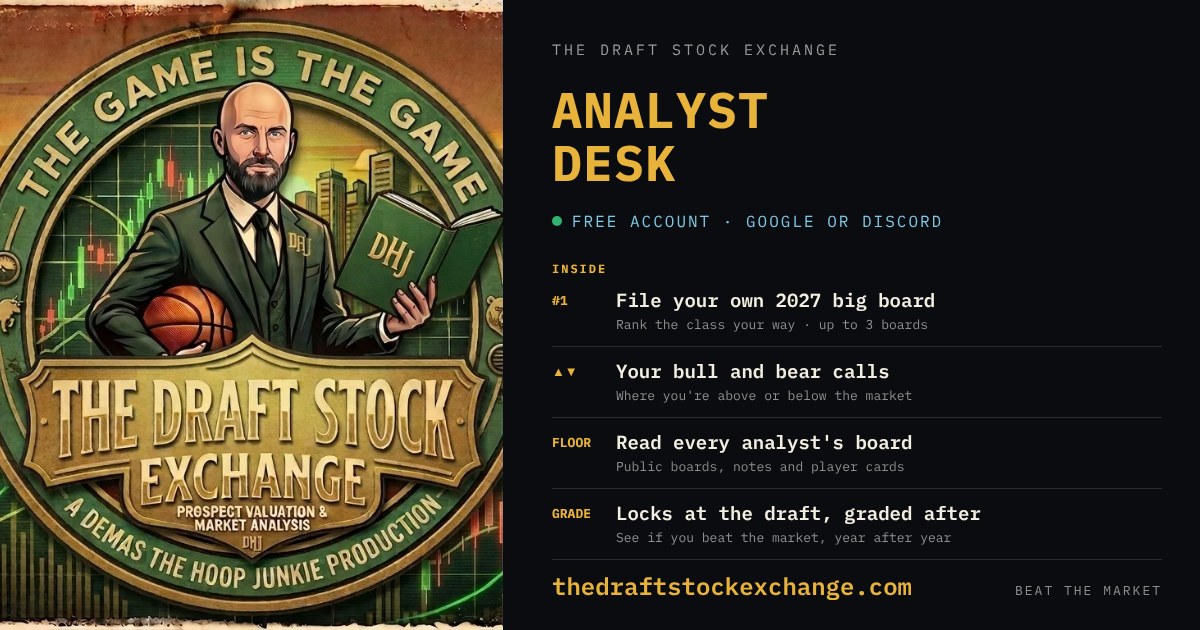 THE GAME IS THE GAME
DHJ
DHJ
THE DRAFT STOCK
EXCHANGE
PROSPECT VALUATION &
MARKET ANALYSIS
DHJ
A DEMAS THE HOOP JUNKIE PRODUCTION
THE DRAFT STOCK EXCHANGE
ANALYST
DESK
FREE ACCOUNT · GOOGLE OR DISCORD
INSIDE
#1 File your own 2027 big board
Rank the class your way · up to 3 boards
▲▼ Your bull and bear calls
Where you're above or below the market
FLOOR Read every analyst's board
Public boards, notes and player cards
GRADE Locks at the draft, graded after
See if you beat the market, year after year
thedraftstockexchange.com
BEAT THE MARKET